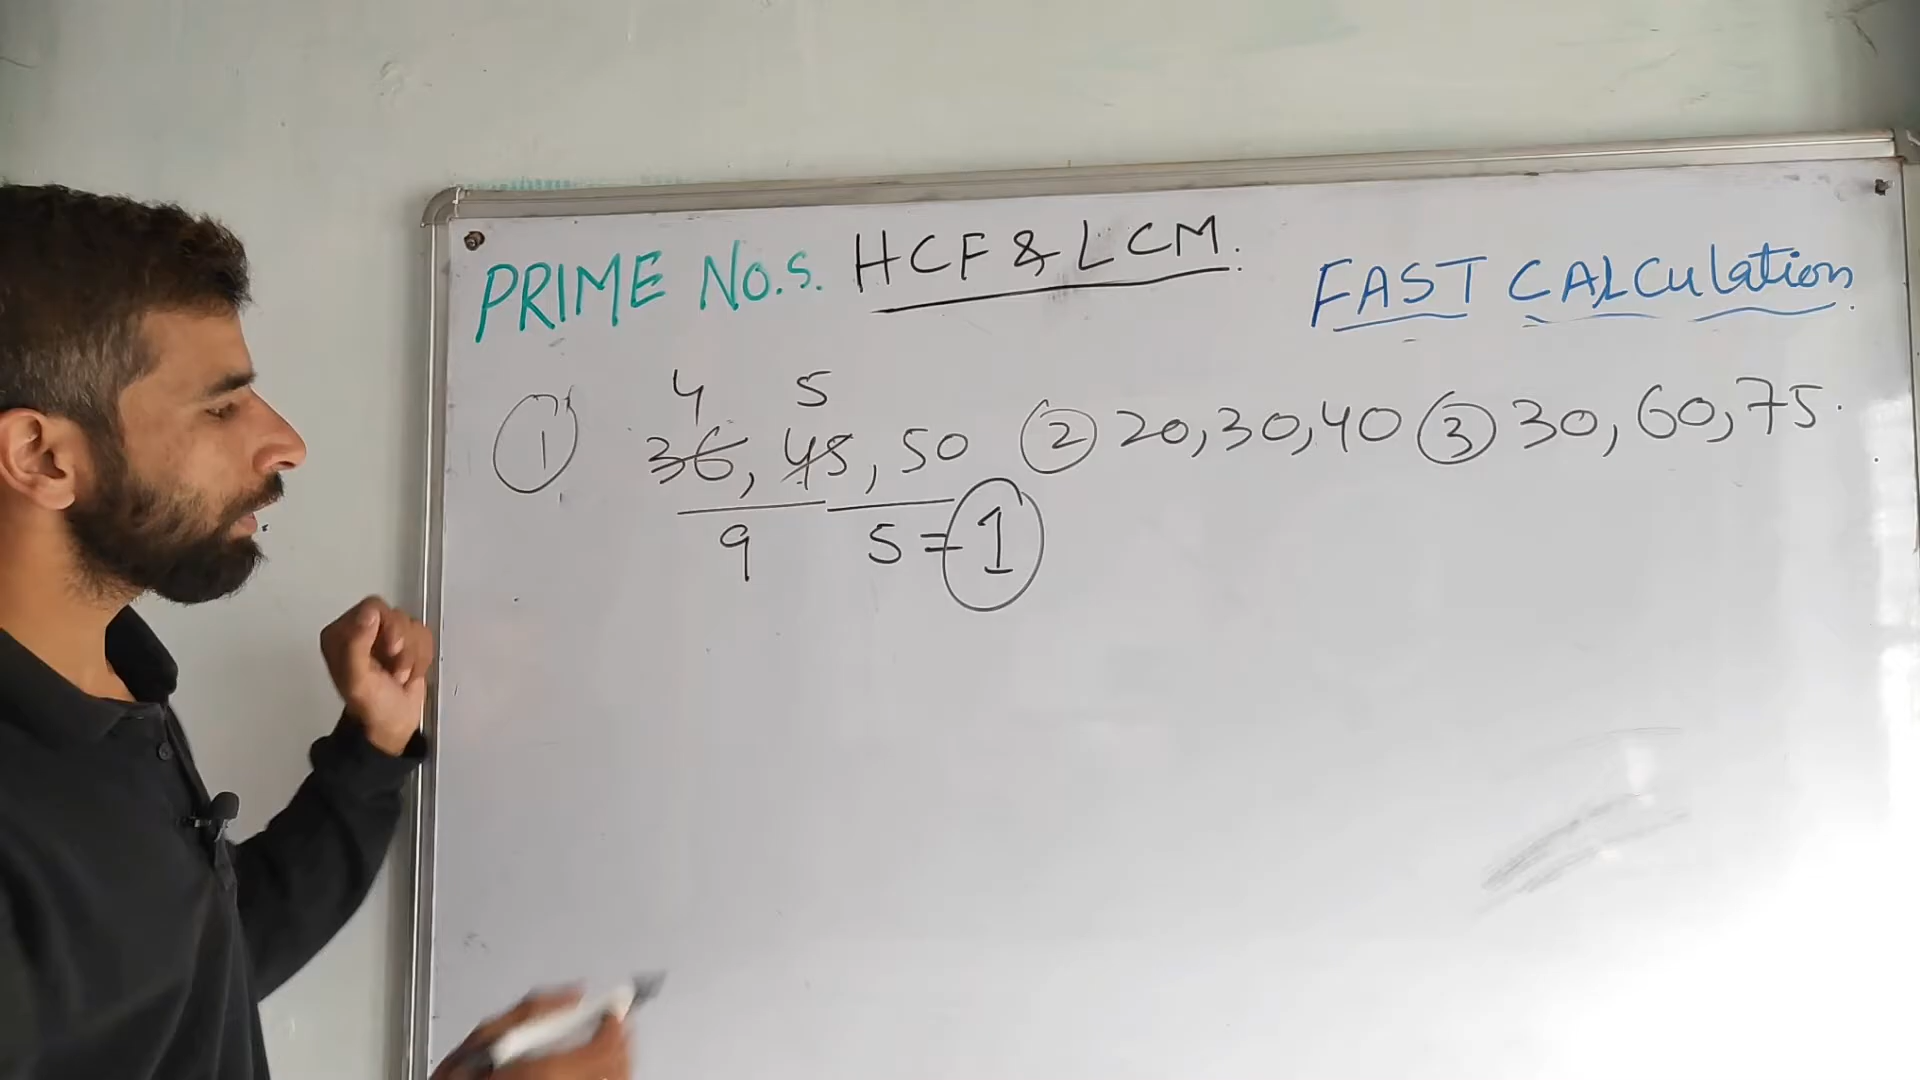 PRIME No.s. HCF & LCM. FAST CALCulation.
4 5
① 36, 45, 50 ② 20,30,40 ③ 30, 60, 75.
9 5 = 1